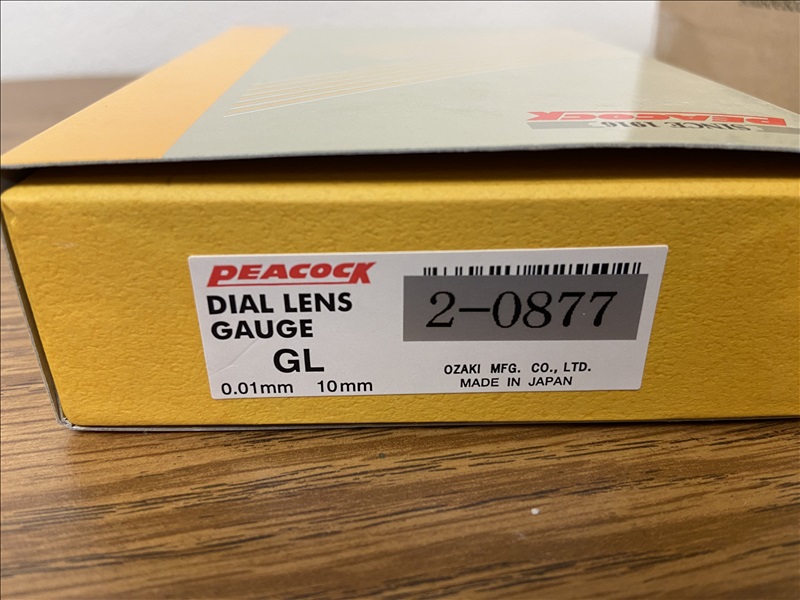 PEACOCK
SINCE 1916
PEACOCK
DIAL LENS
GAUGE
GL
0.01mm 10mm
2-0877
OZAKI MFG. CO., LTD.
MADE IN JAPAN